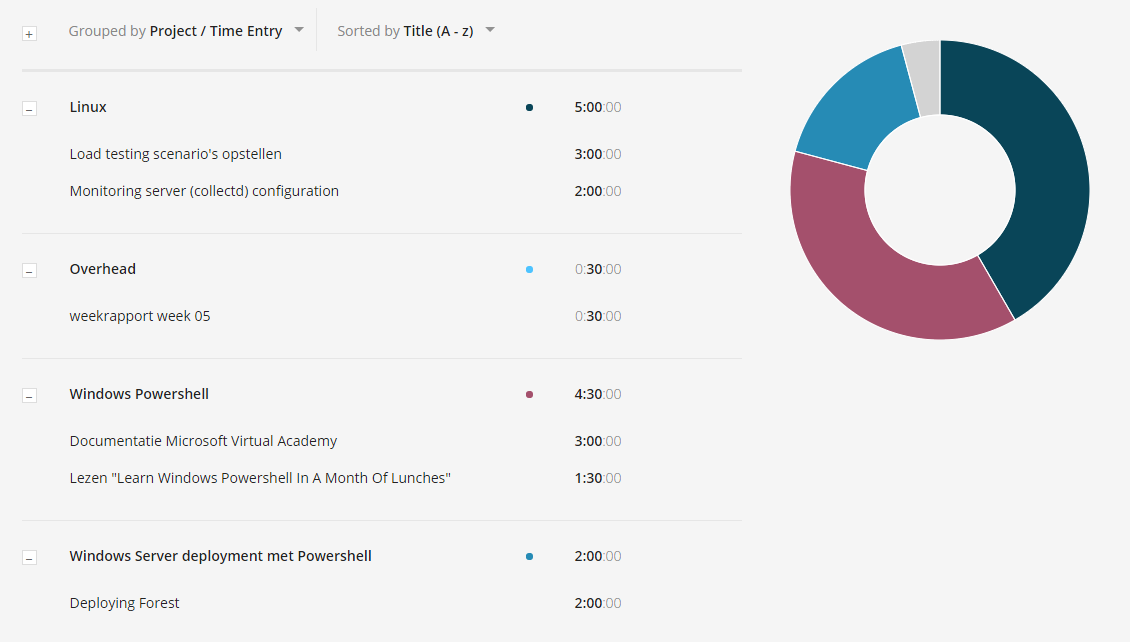 Grouped by Project / Time Entry Sorted by Title (A - z)
Linux 5:00:00
Load testing scenario's opstellen 3:00:00
Monitoring server (collectd) configuration 2:00:00
Overhead 0:30:00
weekrapport week 05 0:30:00
Windows Powershell 4:30:00
Documentatie Microsoft Virtual Academy 3:00:00
Lezen "Learn Windows Powershell In A Month Of Lunches" 1:30:00
Windows Server deployment met Powershell 2:00:00
Deploying Forest 2:00:00